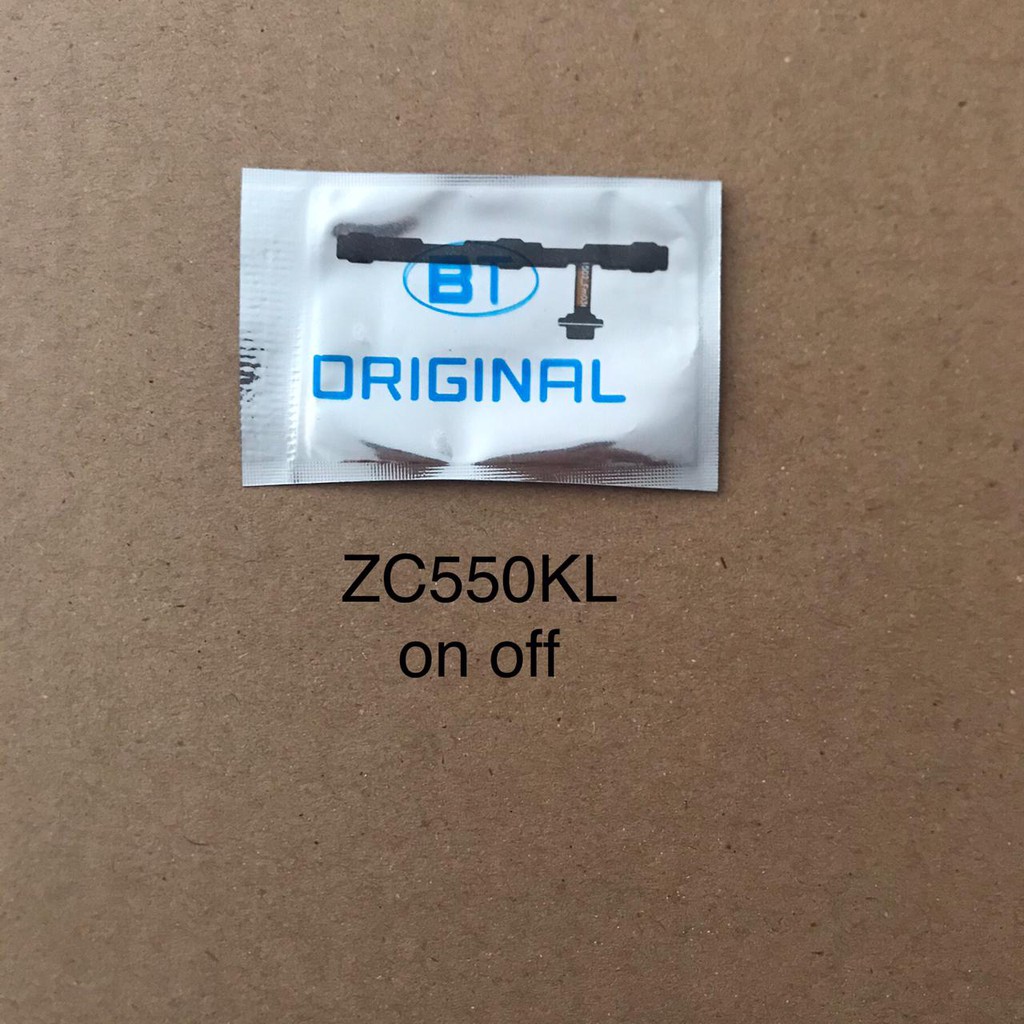 BT
ORIGINAL
ZC550KL
on off